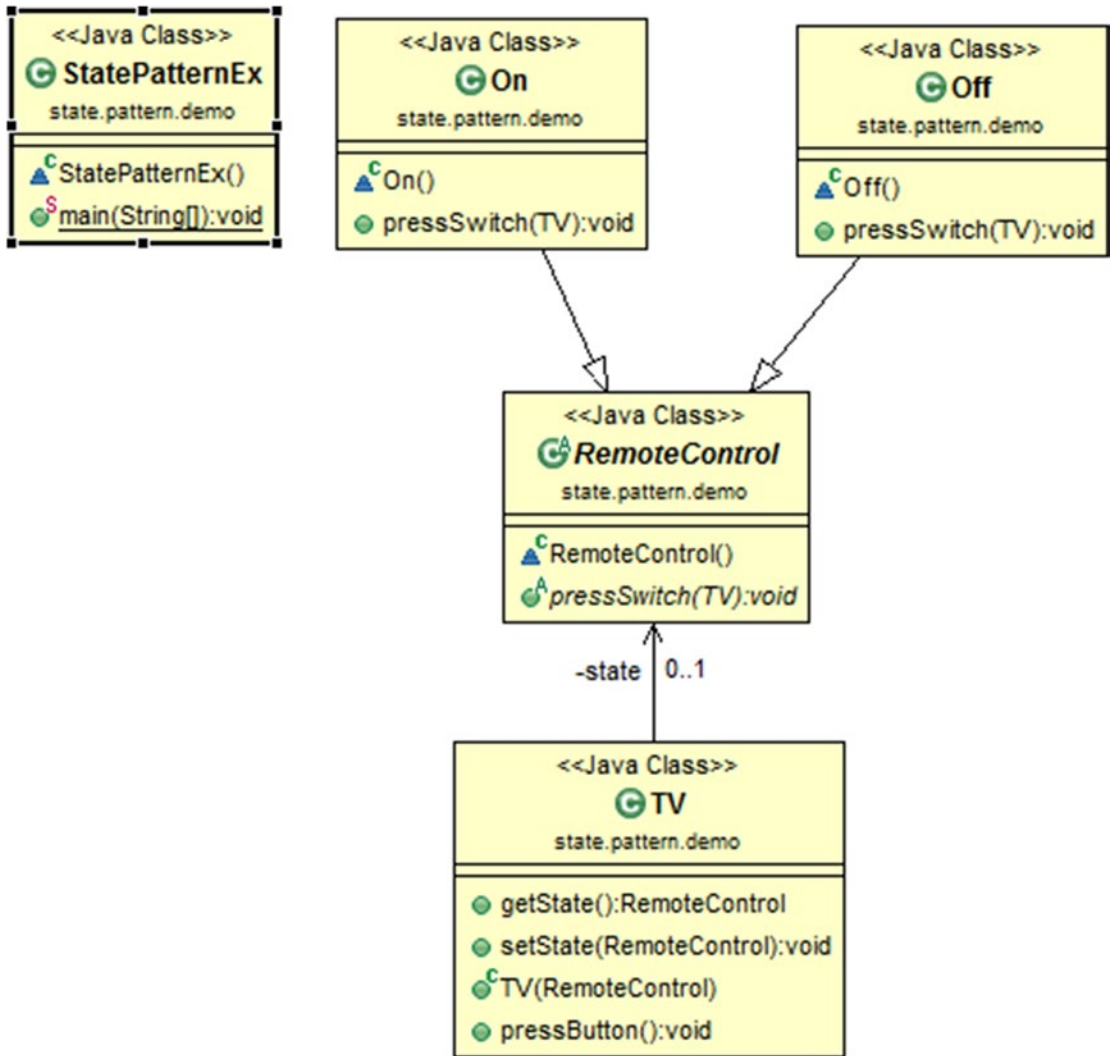 <<Java Class>>
StatePatternEx
state.pattern.demo
StatePatternEx()
main(String[]):void
<<Java Class>>
On
state.pattern.demo
On()
pressSwitch(TV):void
<<Java Class>>
Off
state.pattern.demo
Off()
pressSwitch(TV):void
<<Java Class>>
RemoteControl
state.pattern.demo
RemoteControl()
pressSwitch(TV):void
-state 0..1
<<Java Class>>
TV
state.pattern.demo
getState():RemoteControl
setState(RemoteControl):void
TV(RemoteControl)
pressButton():void